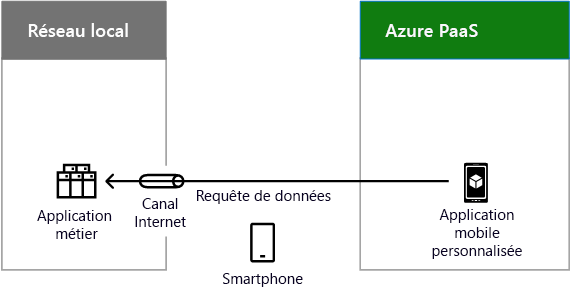 Réseau local
Azure PaaS
Application
métier
Canal
Internet
Requête de données
Smartphone
Application
mobile
personnalisée